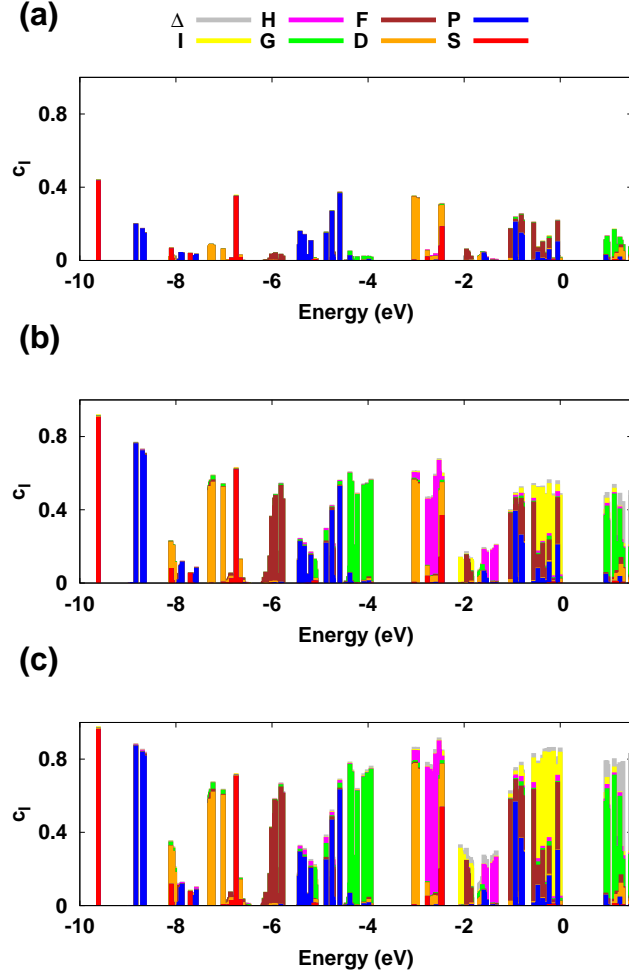 (a)
Δ H F P
I G D S
0.8
0.4
0
c_l
-10 -8 -6 -4 -2 0
Energy (eV)
(b)
0.8
0.4
0
c_l
-10 -8 -6 -4 -2 0
Energy (eV)
(c)
0.8
0.4
0
c_l
-10 -8 -6 -4 -2 0
Energy (eV)